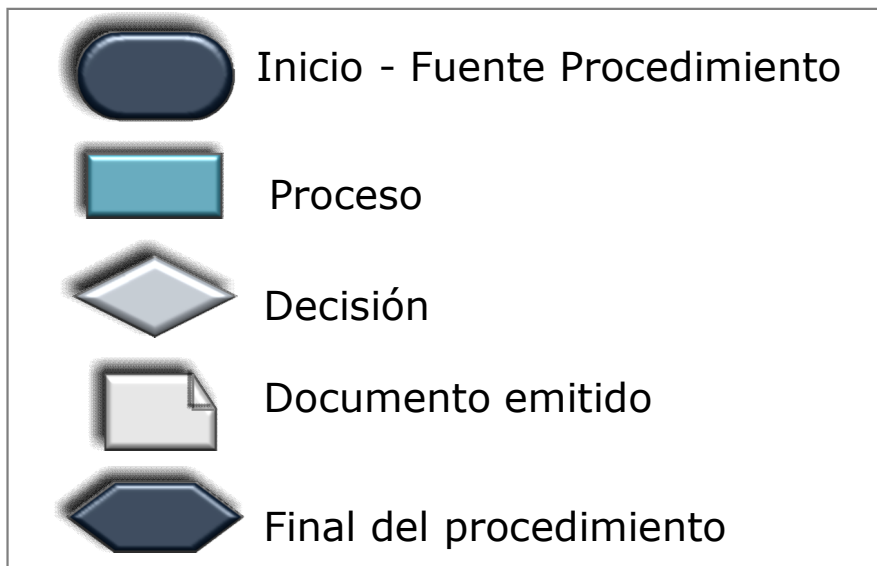 Inicio - Fuente Procedimiento
Proceso
Decisión
Documento emitido
Final del procedimiento